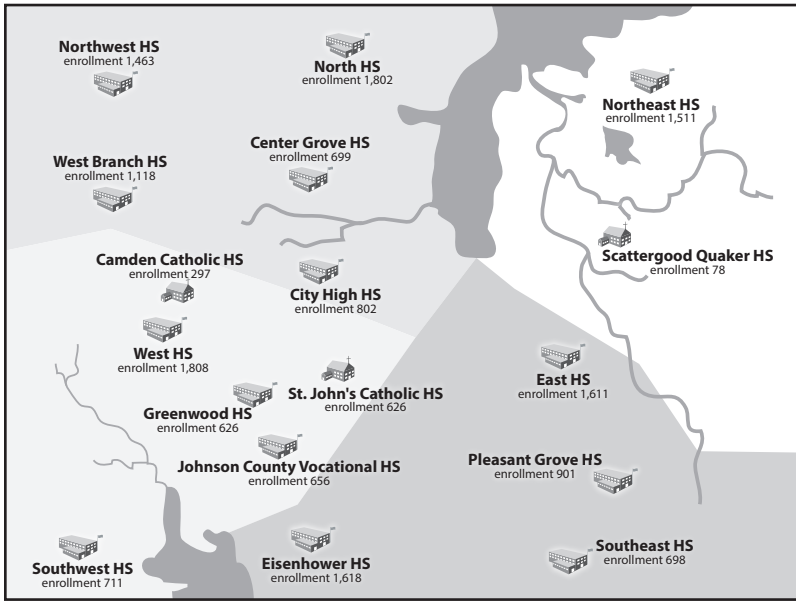 Northwest HS
enrollment 1,463
North HS
enrollment 1,802
Northeast HS
enrollment 1,511
Center Grove HS
enrollment 699
West Branch HS
enrollment 1,118
Scattergood Quaker HS
enrollment 78
Camden Catholic HS
enrollment 297
City High HS
enrollment 802
West HS
enrollment 1,808
East HS
enrollment 1,611
St. John's Catholic HS
enrollment 626
Greenwood HS
enrollment 626
Johnson County Vocational HS
enrollment 656
Pleasant Grove HS
enrollment 901
Southwest HS
enrollment 711
Eisenhower HS
enrollment 1,618
Southeast HS
enrollment 698